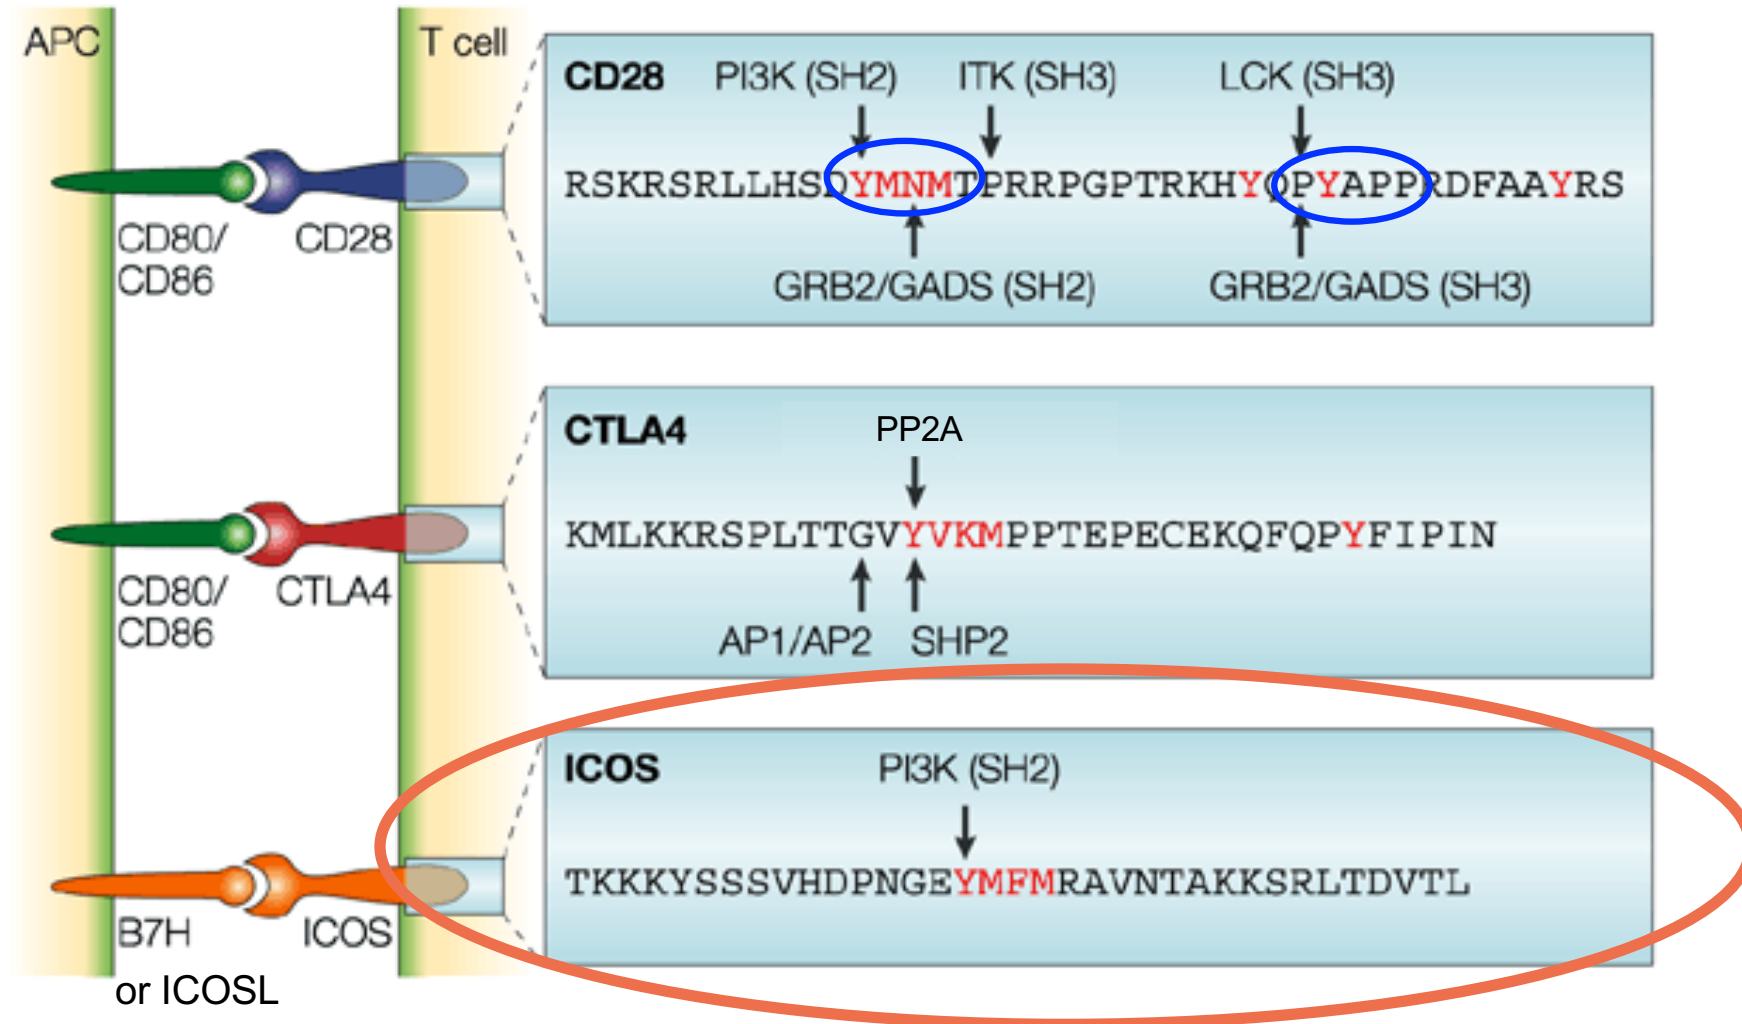 APC
T cell
CD28
PI3K (SH2)
ITK (SH3)
LCK (SH3)
RSKRSRLLHSDYMNMTPRRPGPTRKHYQPYAPPRDFAAYRS
GRB2/GADS (SH2)
GRB2/GADS (SH3)
CD80/
CD86
CD28
CTLA4
PP2A
KMLKKRSPLTTGVYVKMPPTEPECEKQFQPYFIPIN
AP1/AP2
SHP2
CD80/
CD86
CTLA4
ICOS
PI3K (SH2)
TKKKYSSSVHDPNGEYMFMRAVNTAKKSRLTDVTL
B7H
ICOS
or ICOSL